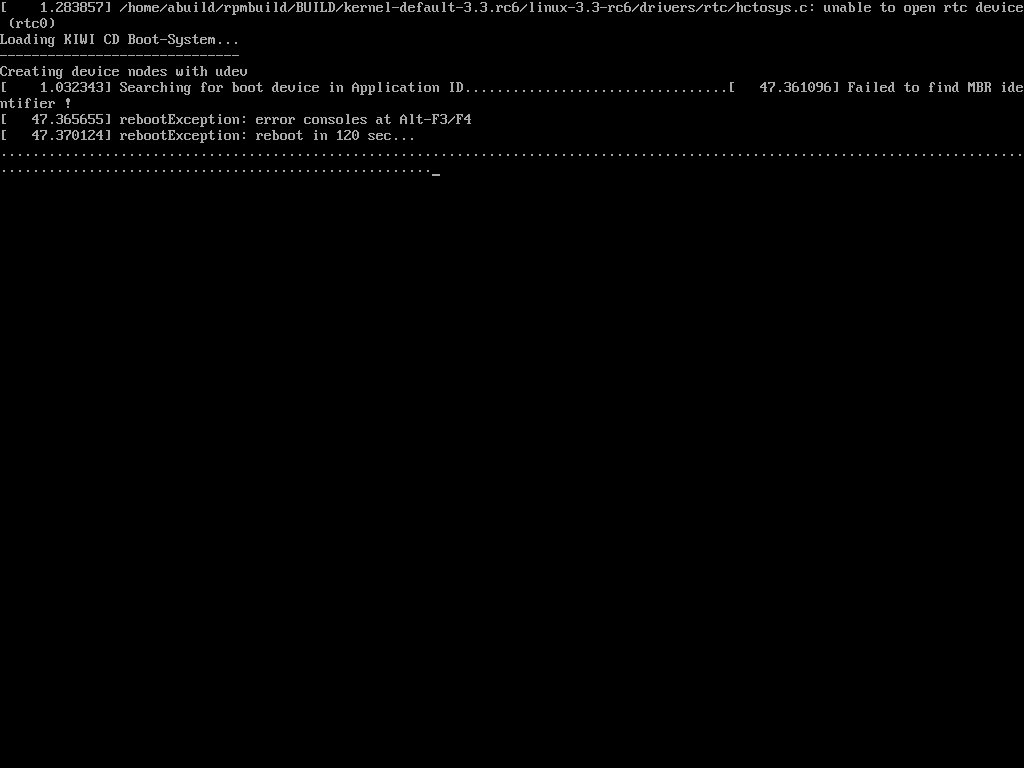 [    1.283857] /home/abuild/rpmbuild/BUILD/kernel-default-3.3.rc6/linux-3.3-rc6/drivers/rtc/hctosys.c: unable to open rtc device
 (rtc0)
Loading KIWI CD Boot-System...
------------------------------
Creating device nodes with udev
[    1.032343] Searching for boot device in Application ID.................................[   47.361096] Failed to find MBR ide
ntifier !
[   47.365655] rebootException: error consoles at Alt-F3/F4
[   47.370124] rebootException: reboot in 120 sec...
................................................................................................................................
......................................................_